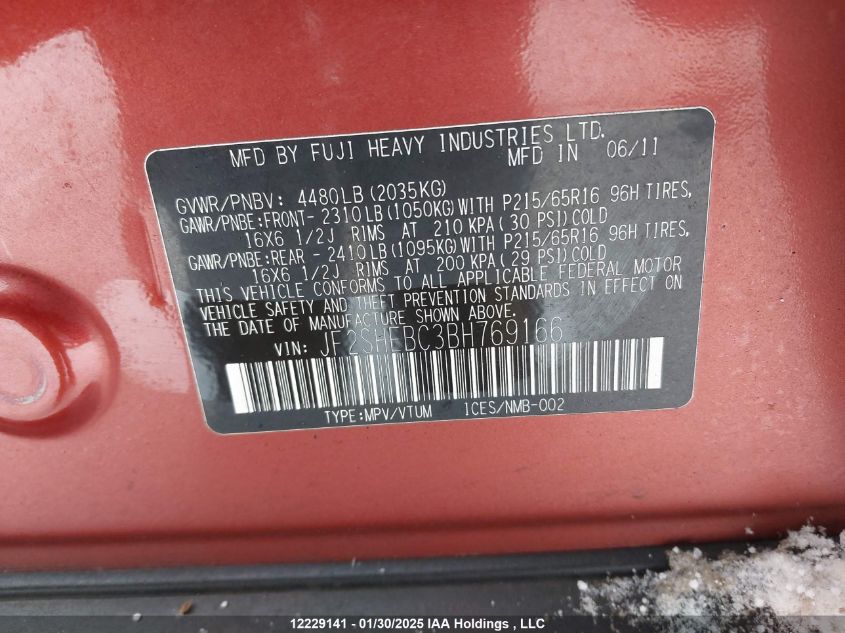 MFD BY FUJI HEAVY INDUSTRIES LTD.
MFD IN 06/11
GVWR/PNBV: 4480LB(2035KG)
GAWR/PNBE:FRONT- 2310LB(1050KG)WITH P215/65R16 96H TIRES,
16X6 1/2J RIMS AT 210 KPA(30 PSI)COLD
GAWR/PNBE:REAR - 2410LB(1095KG)WITH P215/65R16 96H TIRES,
16X6 1/2J RIMS AT 200 KPA(29 PSI)COLD
THIS VEHICLE CONFORMS TO ALL APPLICABLE FEDERAL MOTOR
VEHICLE SAFETY AND THEFT PREVENTION STANDARDS IN EFFECT ON
THE DATE OF MANUFACTURE SHOWN ABOVE.
VIN: JF2SHEBC3BH769166
TYPE:MPV/VTUM ICES/NMB-002
12229141 - 01/30/2025 IAA Holdings , LLC